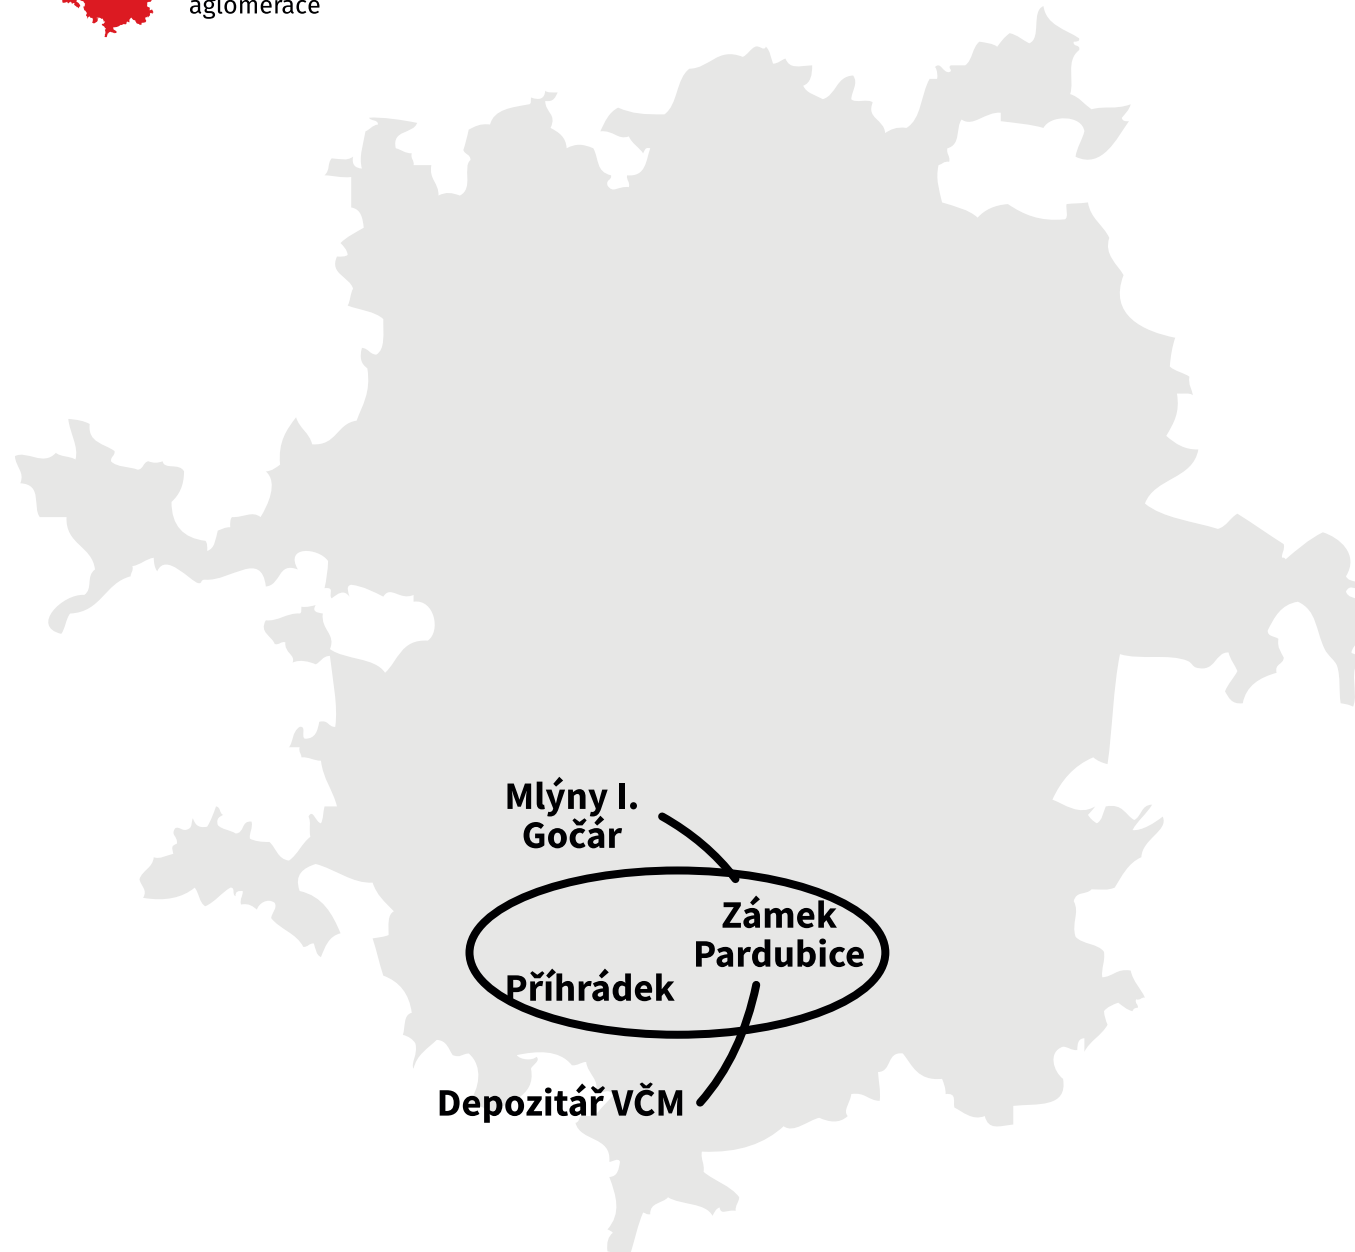 aglomerace
Mlýny I.
Gočár
Zámek
Pardubice
Příhrádek
Depozitář VČM